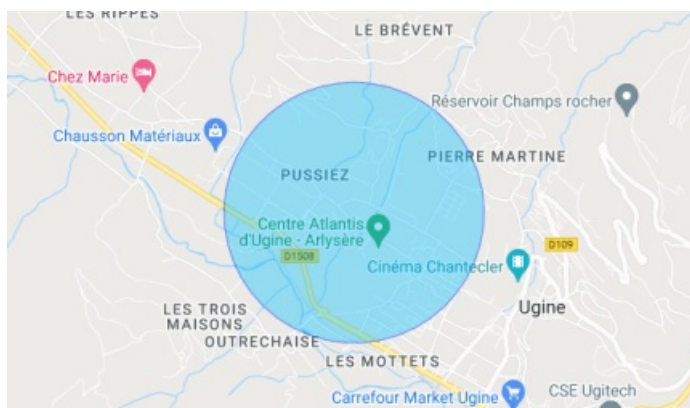 LES RIPPES
LE BRÉVENT
Chez Marie
Réservoir Champs rocher
Chausson Matériaux
PIERRE MARTINE
PUSSIEZ
Centre Atlantis
d'Ugine - Arlysère
D109
D1508
Cinéma Chantecler
LES TROIS
MAISONS
Ugine
OUTRECHAISE
LES MOTTETS
Carrefour Market Ugine
CSE Ugitech